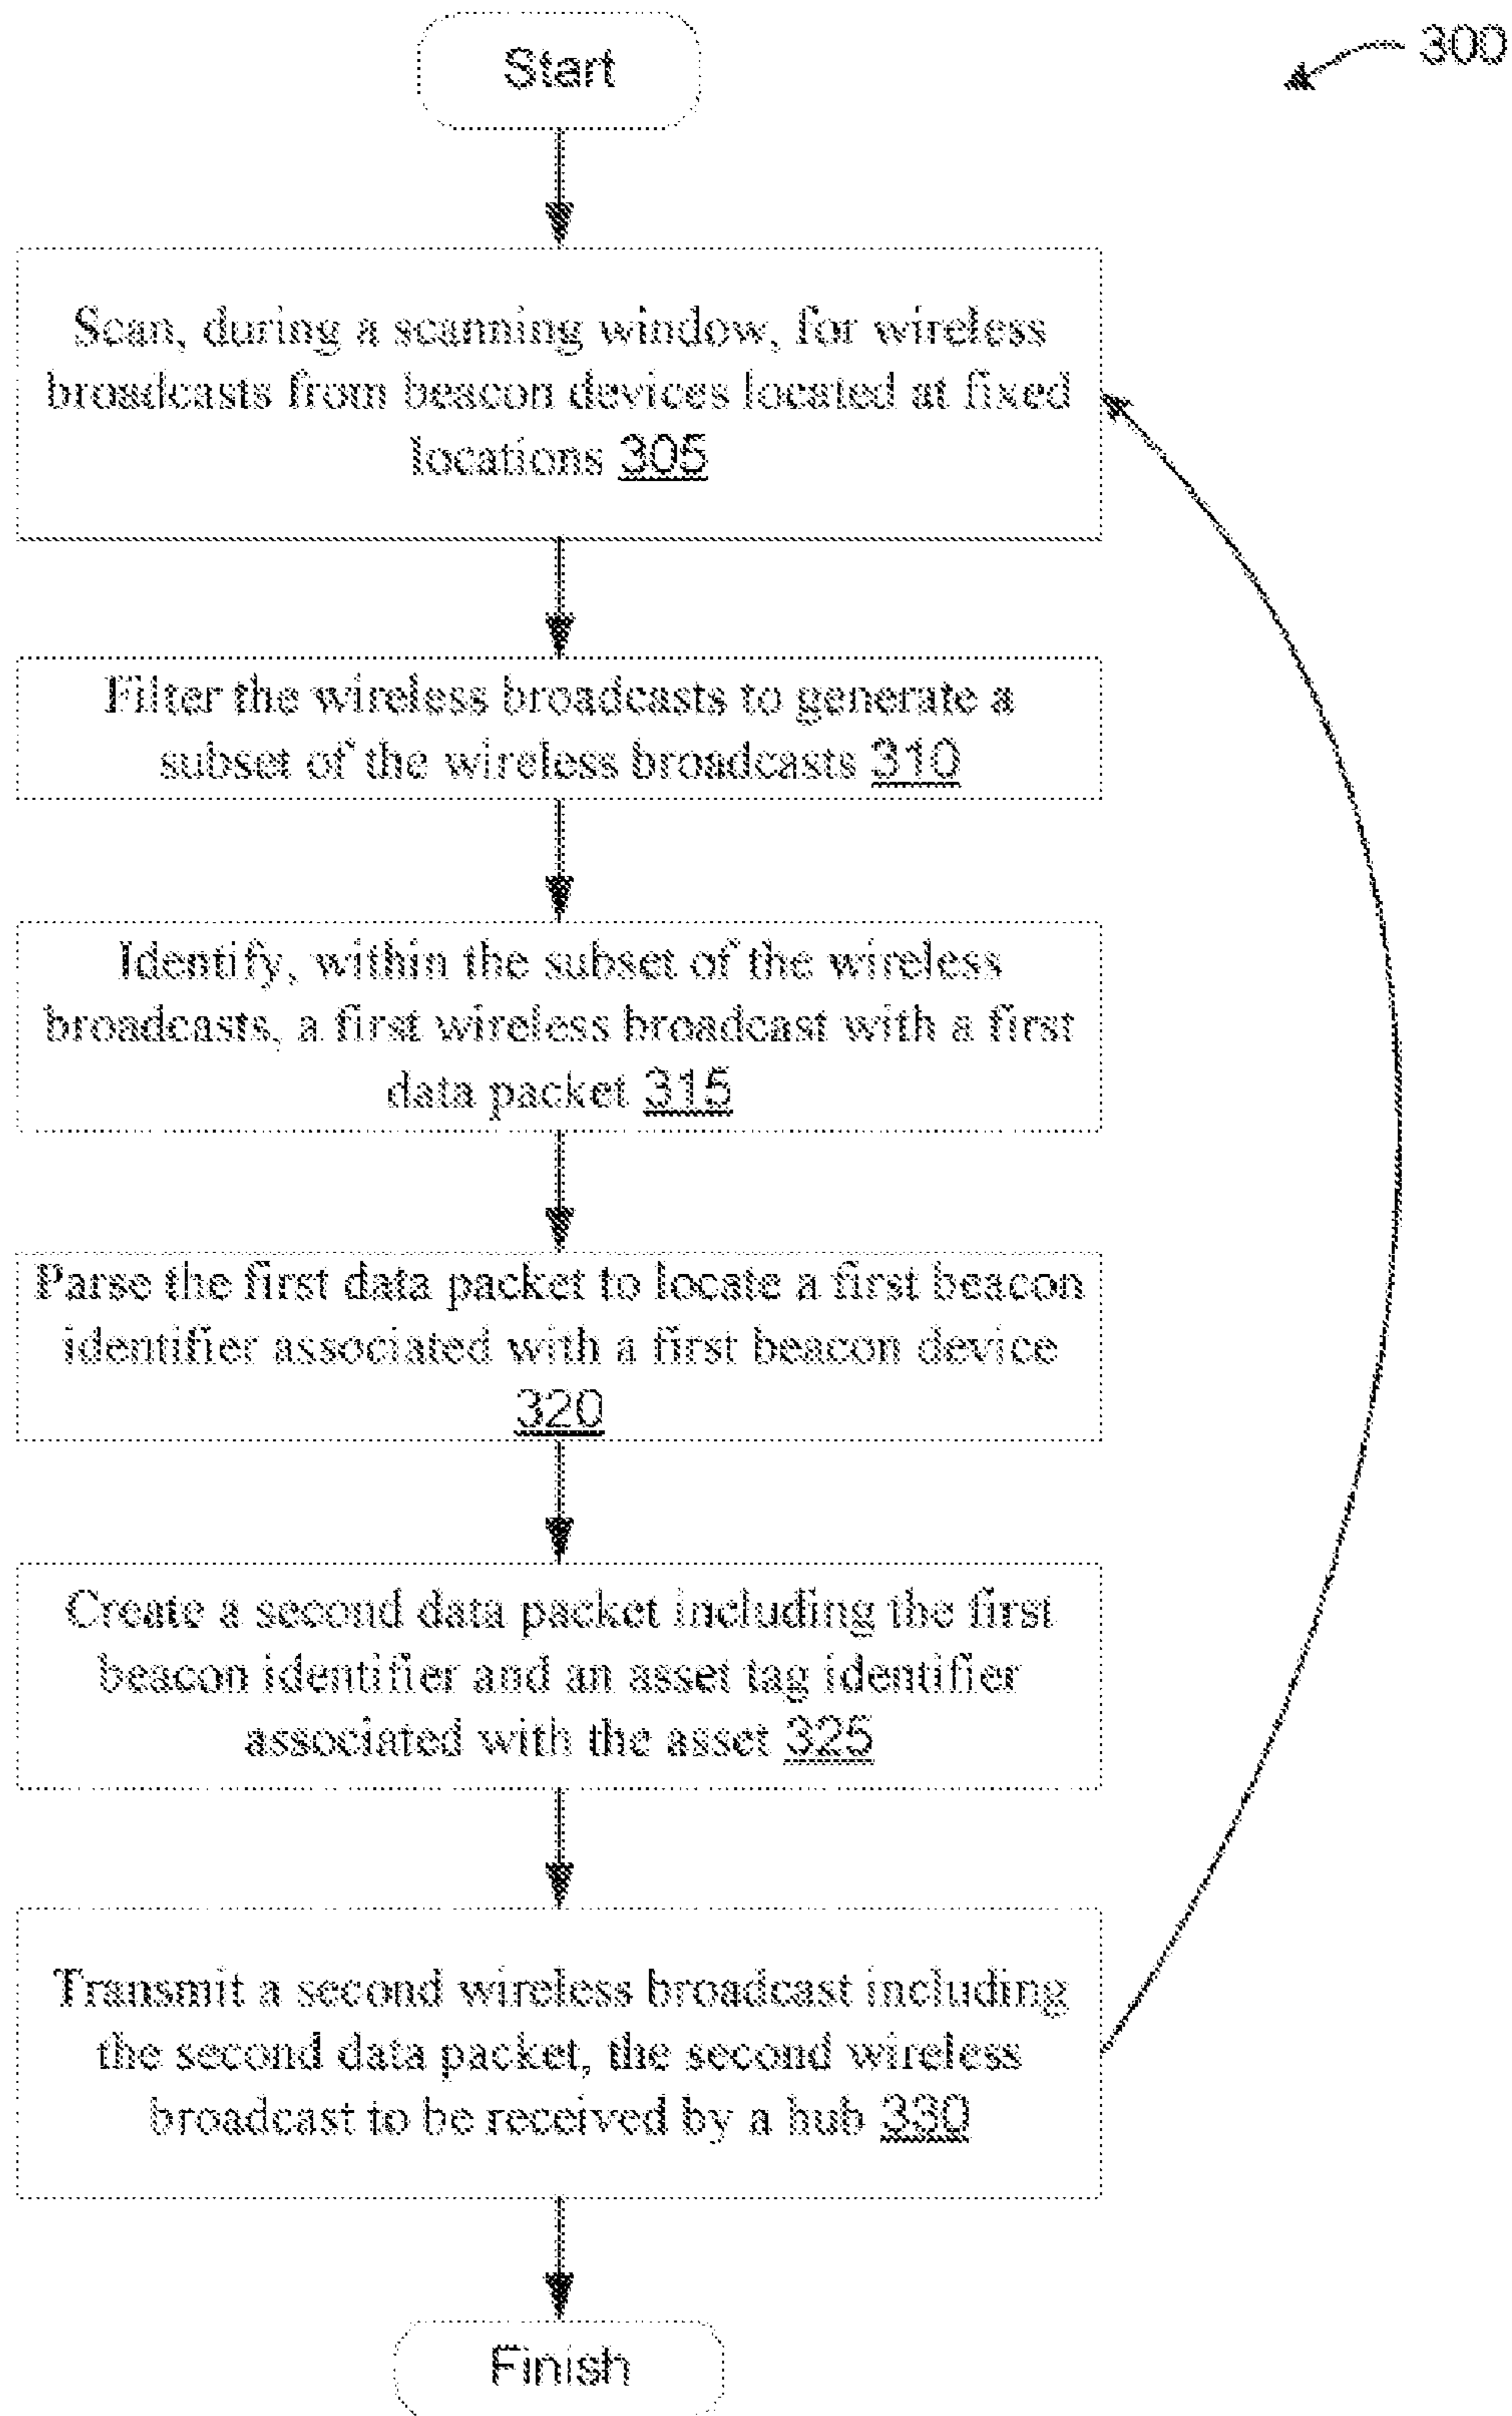 Start
300
Scan, during a scanning window, for wireless
broadcasts from beacon devices located at fixed
locations 305
Filter the wireless broadcasts to generate a
subset of the wireless broadcasts 310
Identify, within the subset of the wireless
broadcasts, a first wireless broadcast with a first
data packet 315
Parse the first data packet to locate a first beacon
identifier associated with a first beacon device
320
Create a second data packet including the first
beacon identifier and an asset tag identifier
associated with the asset 325
Transmit a second wireless broadcast including
the second data packet, the second wireless
broadcast to be received by a hub 330
Finish